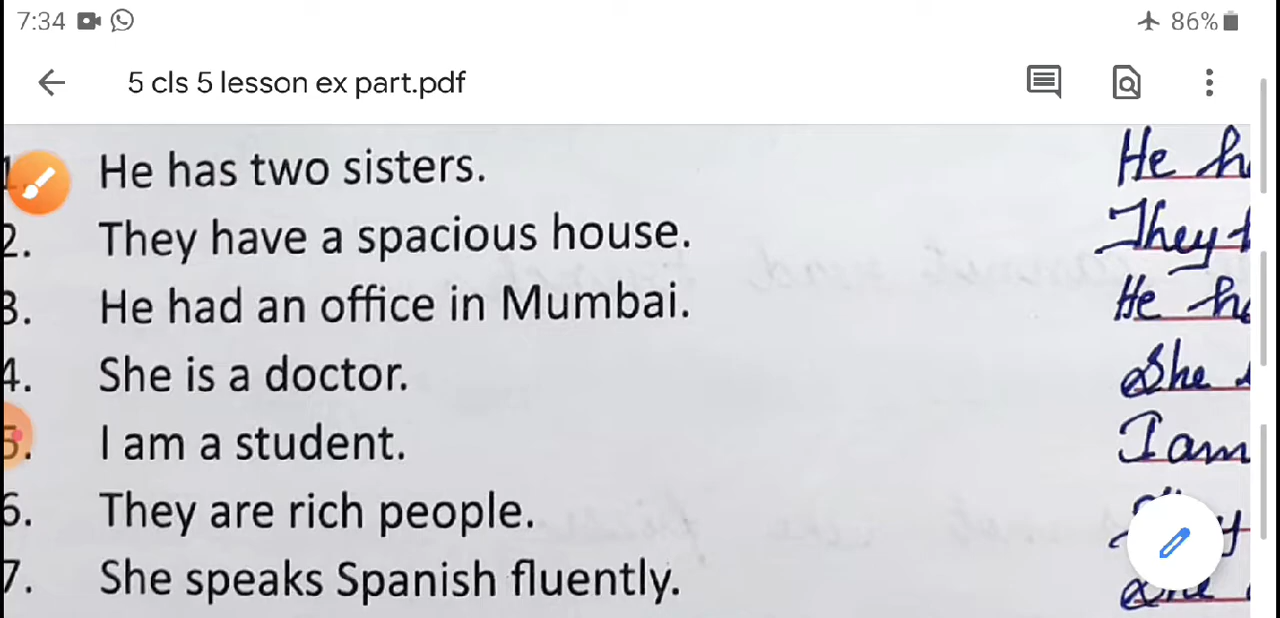 7:34 86%
5 cls 5 lesson ex part.pdf
He has two sisters. He
2. They have a spacious house. They
3. He had an office in Mumbai. He
4. She is a doctor. She
5. I am a student. I am
6. They are rich people.
7. She speaks Spanish fluently. She